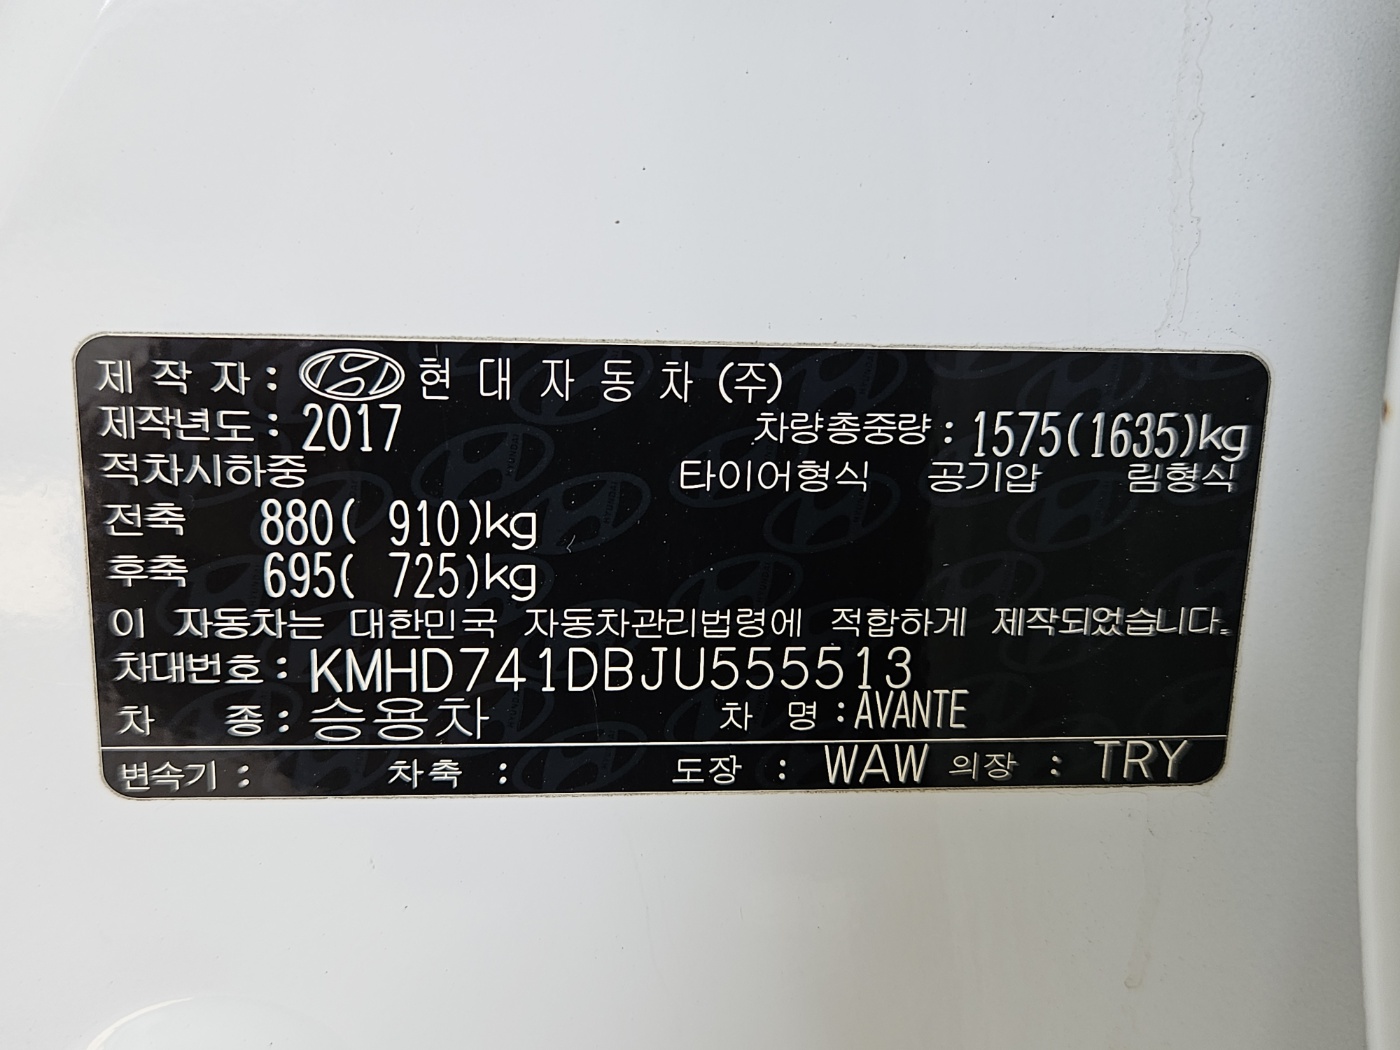 제 작 자 : 현 대 자 동 차 (주)
제작년도 : 2017 차량총중량 : 1575(1635)kg
적차시하중 타이어형식 공기압 림형식
전축 880( 910)kg
후축 695( 725)kg
이 자동차는 대한민국 자동차관리법령에 적합하게 제작되었습니다.
차대번호 : KMHD741DBJU555513
차 종 : 승용차 차 명 : AVANTE
변속기 : 차축 : 도장 : WAW 의장 : TRY